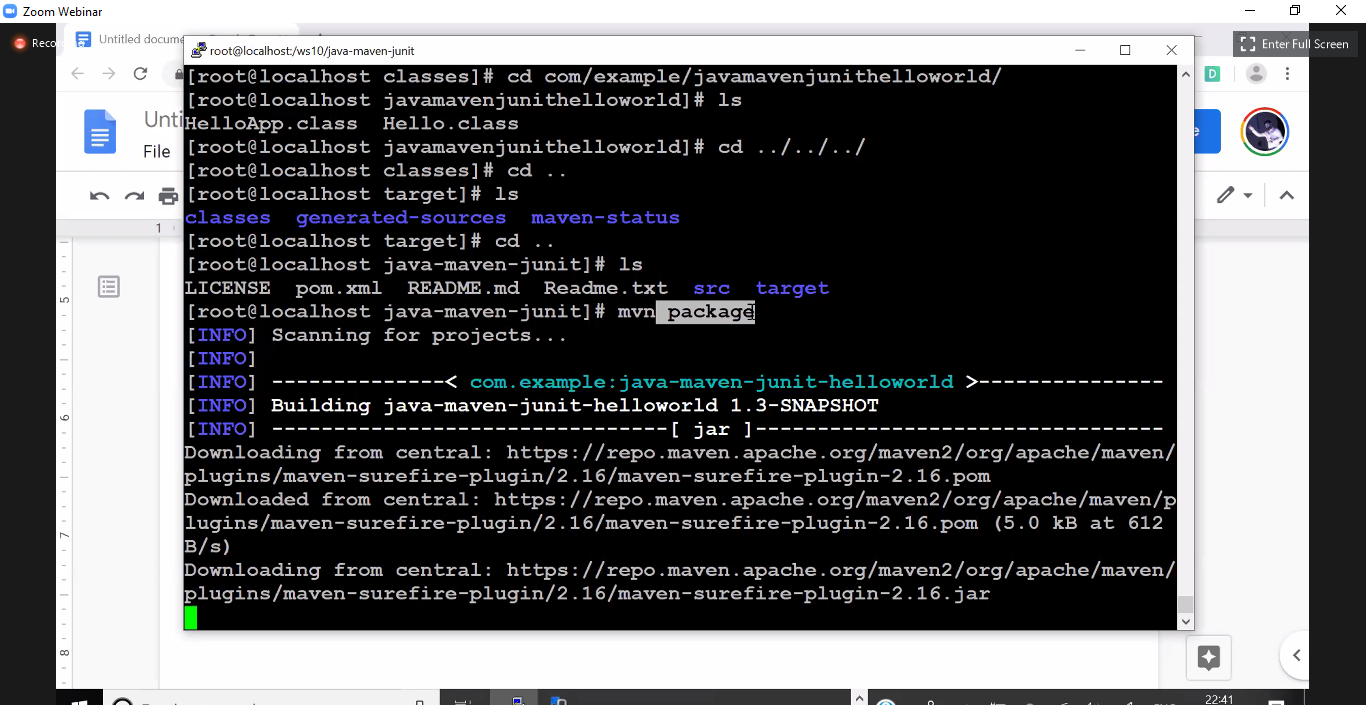 Zoom Webinar
Untitled docume
root@localhost:/ws10/java-maven-junit
Enter Full Screen
D
File
1
5
6
7
8
[root@localhost classes]# cd com/example/javamavenjunithelloworld/
[root@localhost javamavenjunithelloworld]# ls
HelloApp.class  Hello.class
[root@localhost javamavenjunithelloworld]# cd ../../../
[root@localhost classes]# cd ..
[root@localhost target]# ls
classes  generated-sources  maven-status
[root@localhost target]# cd ..
[root@localhost java-maven-junit]# ls
LICENSE  pom.xml  README.md  Readme.txt  src  target
[root@localhost java-maven-junit]# mvn package
[INFO] Scanning for projects...
[INFO]
[INFO] --------------< com.example:java-maven-junit-helloworld >---------------
[INFO] Building java-maven-junit-helloworld 1.3-SNAPSHOT
[INFO] --------------------------------[ jar ]---------------------------------
Downloading from central: https://repo.maven.apache.org/maven2/org/apache/maven/
plugins/maven-surefire-plugin/2.16/maven-surefire-plugin-2.16.pom
Downloaded from central: https://repo.maven.apache.org/maven2/org/apache/maven/p
lugins/maven-surefire-plugin/2.16/maven-surefire-plugin-2.16.pom (5.0 kB at 612
B/s)
Downloading from central: https://repo.maven.apache.org/maven2/org/apache/maven/
plugins/maven-surefire-plugin/2.16/maven-surefire-plugin-2.16.jar
22:41